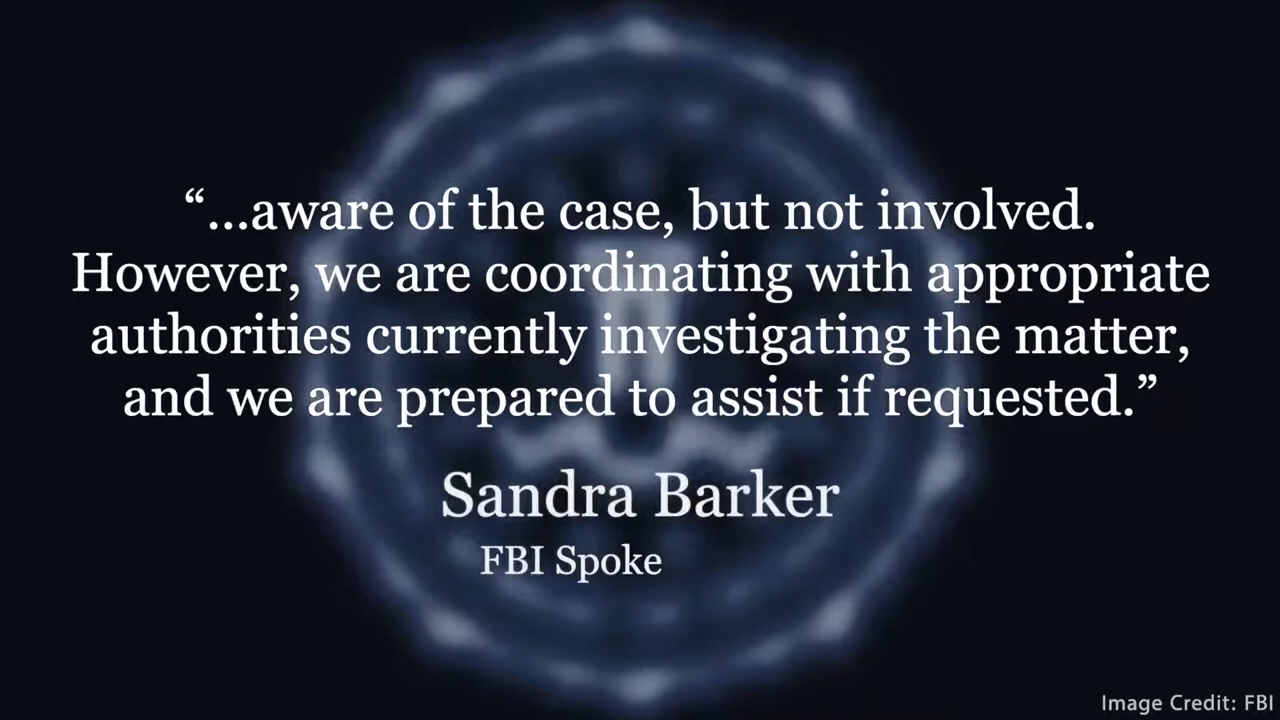 “...aware of the case, but not involved.
However, we are coordinating with appropriate
authorities currently investigating the matter,
and we are prepared to assist if requested.”
Sandra Barker
FBI Spoke
Image Credit: FBI